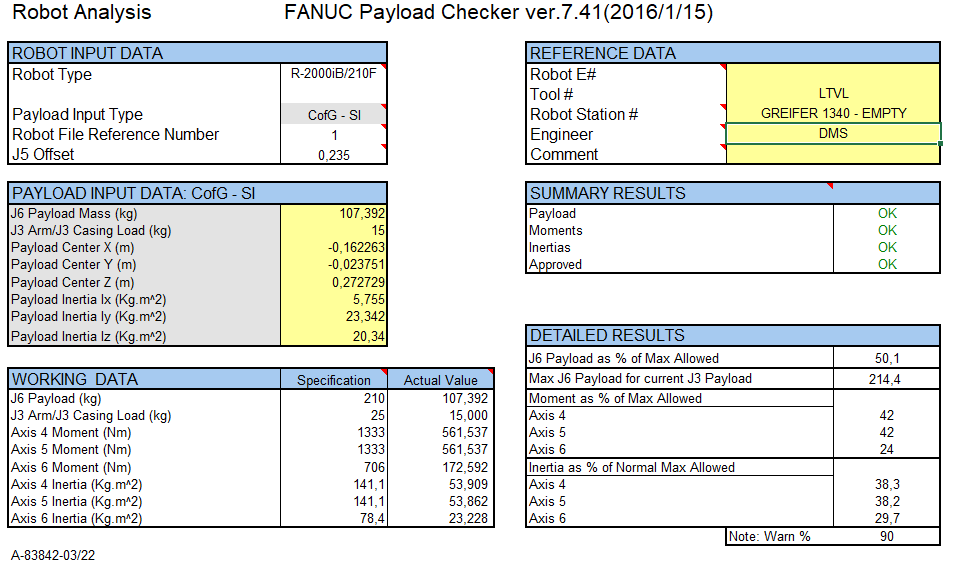 Robot Analysis FANUC Payload Checker ver.7.41(2016/1/15)
ROBOT INPUT DATA
Robot Type R-2000iB/210F
Payload Input Type CofG - SI
Robot File Reference Number 1
J5 Offset 0,235
REFERENCE DATA
Robot E#
Tool # LTVL
Robot Station # GREIFER 1340 - EMPTY
Engineer DMS
Comment
PAYLOAD INPUT DATA: CofG - SI
J6 Payload Mass (kg) 107,392
J3 Arm/J3 Casing Load (kg) 15
Payload Center X (m) -0,162263
Payload Center Y (m) -0,023751
Payload Center Z (m) 0,272729
Payload Inertia Ix (Kg.m^2) 5,755
Payload Inertia Iy (Kg.m^2) 23,342
Payload Inertia Iz (Kg.m^2) 20,34
SUMMARY RESULTS
Payload OK
Moments OK
Inertias OK
Approved OK
WORKING DATA Specification Actual Value
J6 Payload (kg) 210 107,392
J3 Arm/J3 Casing Load (kg) 25 15,000
Axis 4 Moment (Nm) 1333 561,537
Axis 5 Moment (Nm) 1333 561,537
Axis 6 Moment (Nm) 706 172,592
Axis 4 Inertia (Kg.m^2) 141,1 53,909
Axis 5 Inertia (Kg.m^2) 141,1 53,862
Axis 6 Inertia (Kg.m^2) 78,4 23,228
DETAILED RESULTS
J6 Payload as % of Max Allowed 50,1
Max J6 Payload for current J3 Payload 214,4
Moment as % of Max Allowed
Axis 4 42
Axis 5 42
Axis 6 24
Inertia as % of Normal Max Allowed
Axis 4 38,3
Axis 5 38,2
Axis 6 29,7
Note: Warn % 90
A-83842-03/22